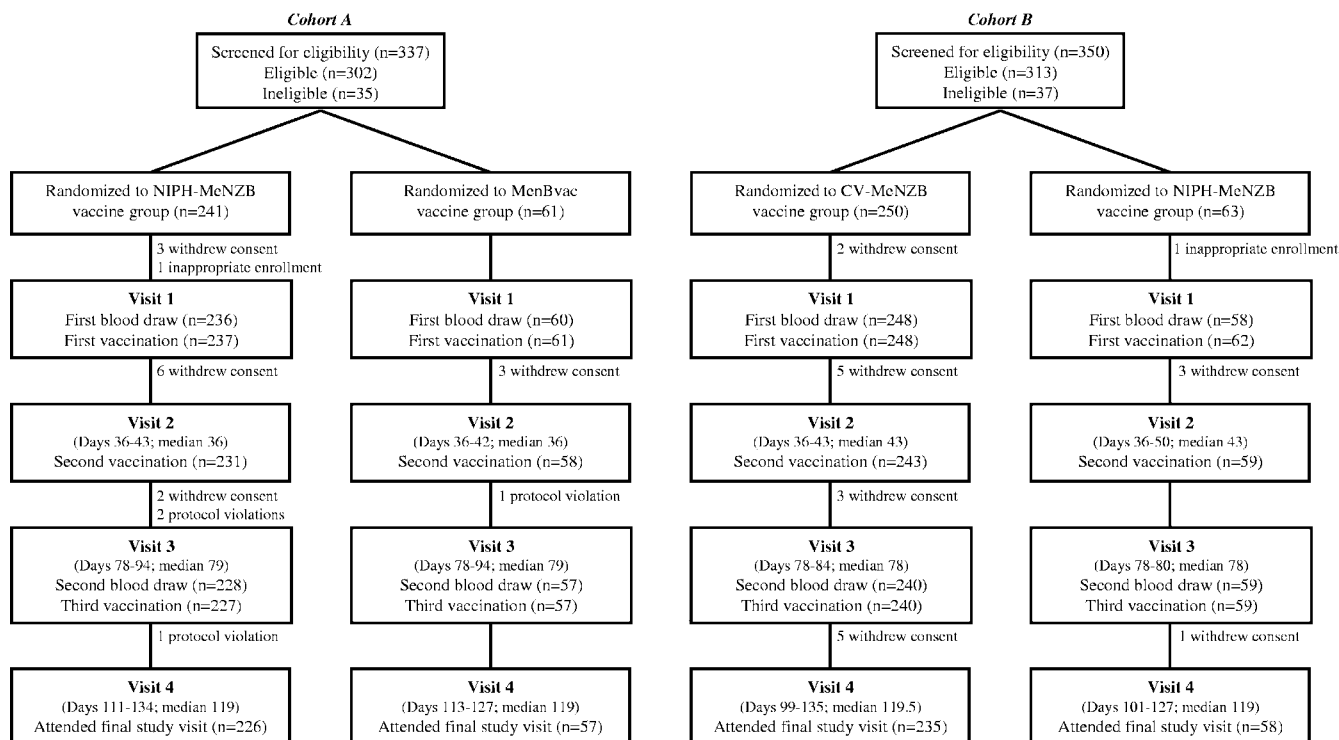 Cohort A
Screened for eligibility (n=337)
Eligible (n=302)
Ineligible (n=35)
Randomized to NIPH-MeNZB
vaccine group (n=241)
3 withdrew consent
1 inappropriate enrollment
Visit 1
First blood draw (n=236)
First vaccination (n=237)
6 withdrew consent
Visit 2
(Days 36-43; median 36)
Second vaccination (n=231)
2 withdrew consent
2 protocol violations
Visit 3
(Days 78-94; median 79)
Second blood draw (n=228)
Third vaccination (n=227)
1 protocol violation
Visit 4
(Days 111-134; median 119)
Attended final study visit (n=226)
Randomized to MenBvac
vaccine group (n=61)
Visit 1
First blood draw (n=60)
First vaccination (n=61)
3 withdrew consent
Visit 2
(Days 36-42; median 36)
Second vaccination (n=58)
1 protocol violation
Visit 3
(Days 78-94; median 79)
Second blood draw (n=57)
Third vaccination (n=57)
Visit 4
(Days 113-127; median 119)
Attended final study visit (n=57)
Cohort B
Screened for eligibility (n=350)
Eligible (n=313)
Ineligible (n=37)
Randomized to CV-MeNZB
vaccine group (n=250)
2 withdrew consent
Visit 1
First blood draw (n=248)
First vaccination (n=248)
5 withdrew consent
Visit 2
(Days 36-43; median 43)
Second vaccination (n=243)
3 withdrew consent
Visit 3
(Days 78-84; median 78)
Second blood draw (n=240)
Third vaccination (n=240)
5 withdrew consent
Visit 4
(Days 99-135; median 119.5)
Attended final study visit (n=235)
Randomized to NIPH-MeNZB
vaccine group (n=63)
1 inappropriate enrollment
Visit 1
First blood draw (n=58)
First vaccination (n=62)
3 withdrew consent
Visit 2
(Days 36-50; median 43)
Second vaccination (n=59)
Visit 3
(Days 78-80; median 78)
Second blood draw (n=59)
Third vaccination (n=59)
1 withdrew consent
Visit 4
(Days 101-127; median 119)
Attended final study visit (n=58)